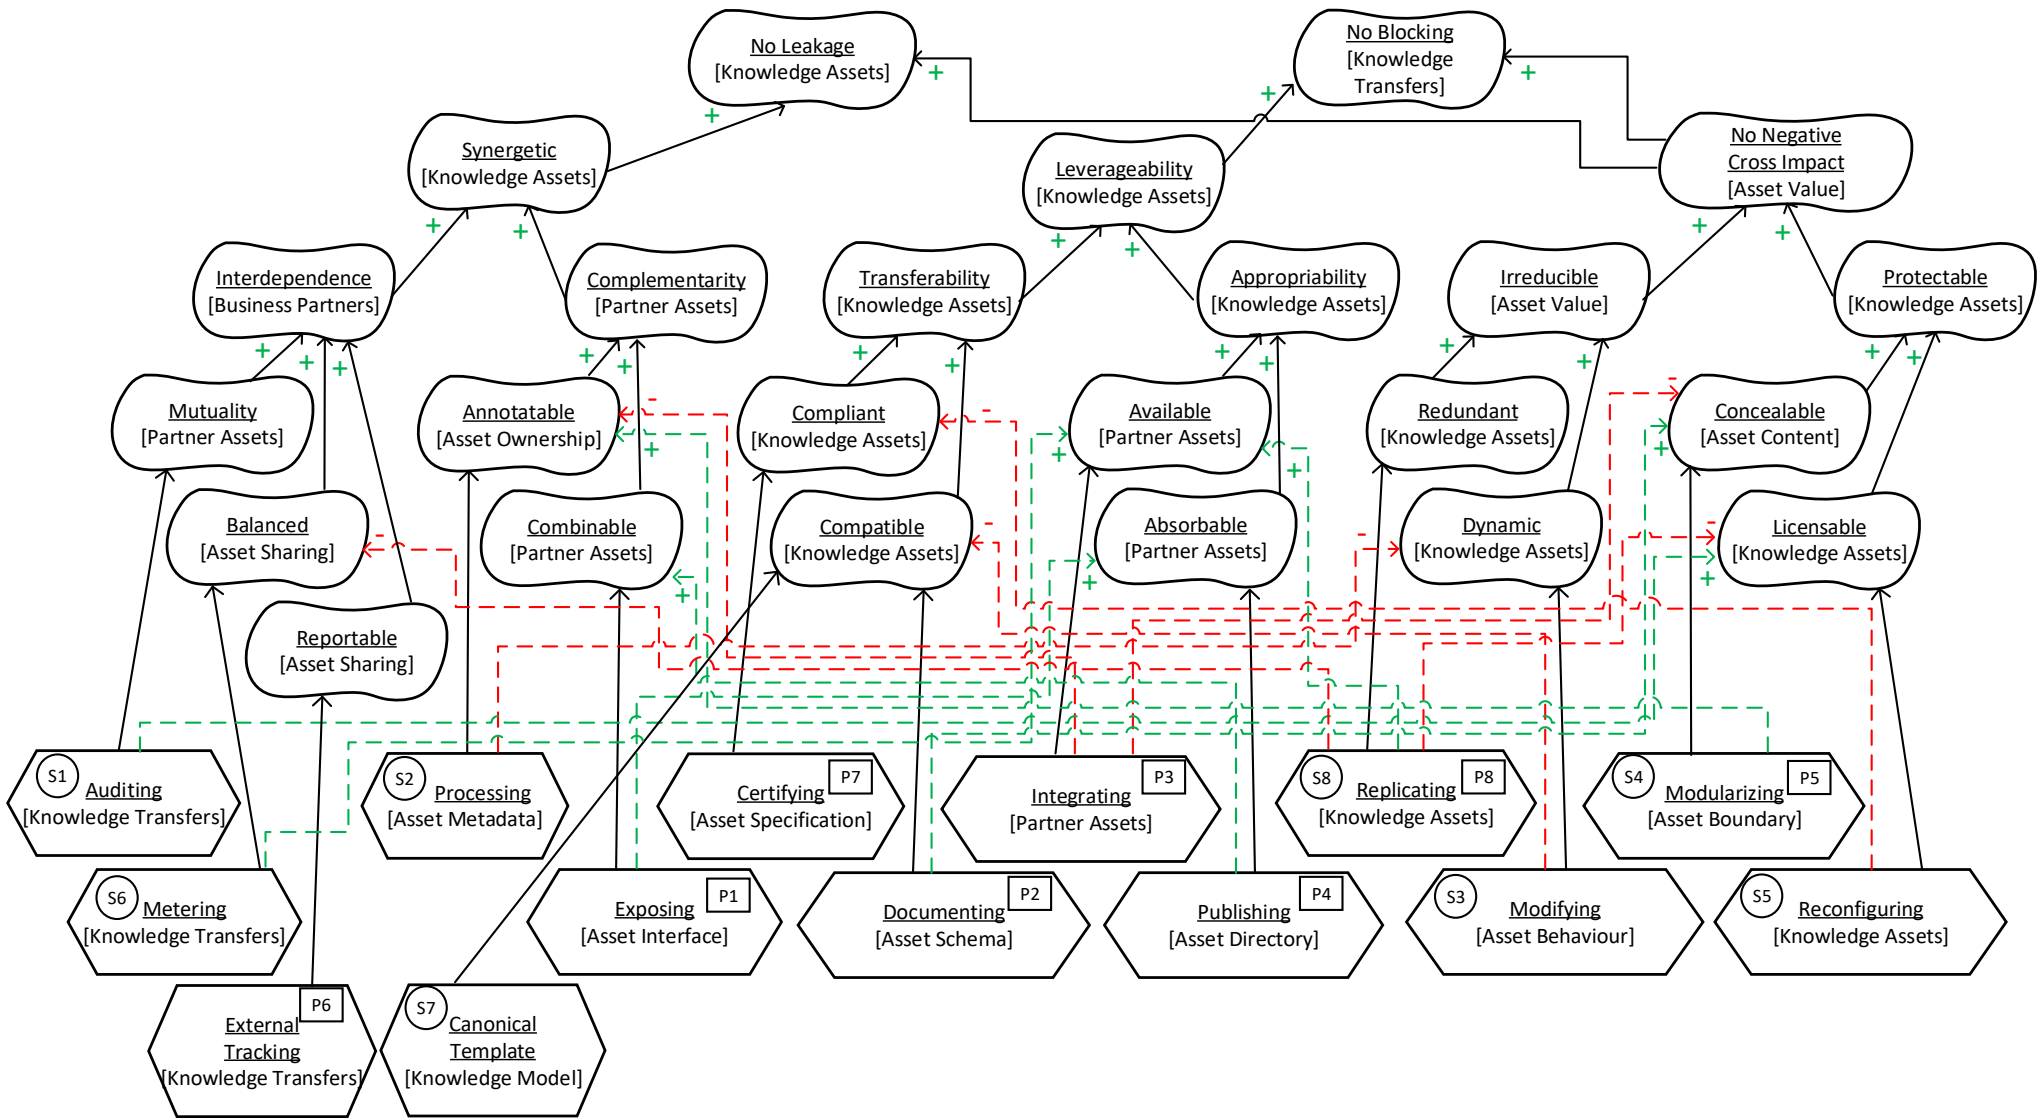 No Leakage
[Knowledge Assets]
+
No Blocking
[Knowledge
Transfers]
+
+
+
Synergetic
[Knowledge Assets]
Leverageability
[Knowledge Assets]
No Negative
Cross Impact
[Asset Value]
+
+
+
+
+
+
Interdependence
[Business Partners]
Complementarity
[Partner Assets]
Transferability
[Knowledge Assets]
Appropriability
[Knowledge Assets]
Irreducible
[Asset Value]
Protectable
[Knowledge Assets]
+
+
+
+
+
+
+
+
+
+
+
+
+
Mutuality
[Partner Assets]
Annotatable
[Asset Ownership]
-
+
Compliant
[Knowledge Assets]
-
Available
[Partner Assets]
+
+
Redundant
[Knowledge Assets]
Concealable
[Asset Content]
-
+
Balanced
[Asset Sharing]
-
Combinable
[Partner Assets]
+
Compatible
[Knowledge Assets]
-
Absorbable
[Partner Assets]
+
Dynamic
[Knowledge Assets]
-
Licensable
[Knowledge Assets]
-
+
Reportable
[Asset Sharing]
S1
Auditing
[Knowledge Transfers]
S2
Processing
[Asset Metadata]
P7
Certifying
[Asset Specification]
P3
Integrating
[Partner Assets]
S8
P8
Replicating
[Knowledge Assets]
S4
P5
Modularizing
[Asset Boundary]
S6
Metering
[Knowledge Transfers]
P1
Exposing
[Asset Interface]
P2
Documenting
[Asset Schema]
P4
Publishing
[Asset Directory]
S3
Modifying
[Asset Behaviour]
S5
Reconfiguring
[Knowledge Assets]
P6
External
Tracking
[Knowledge Transfers]
S7
Canonical
Template
[Knowledge Model]